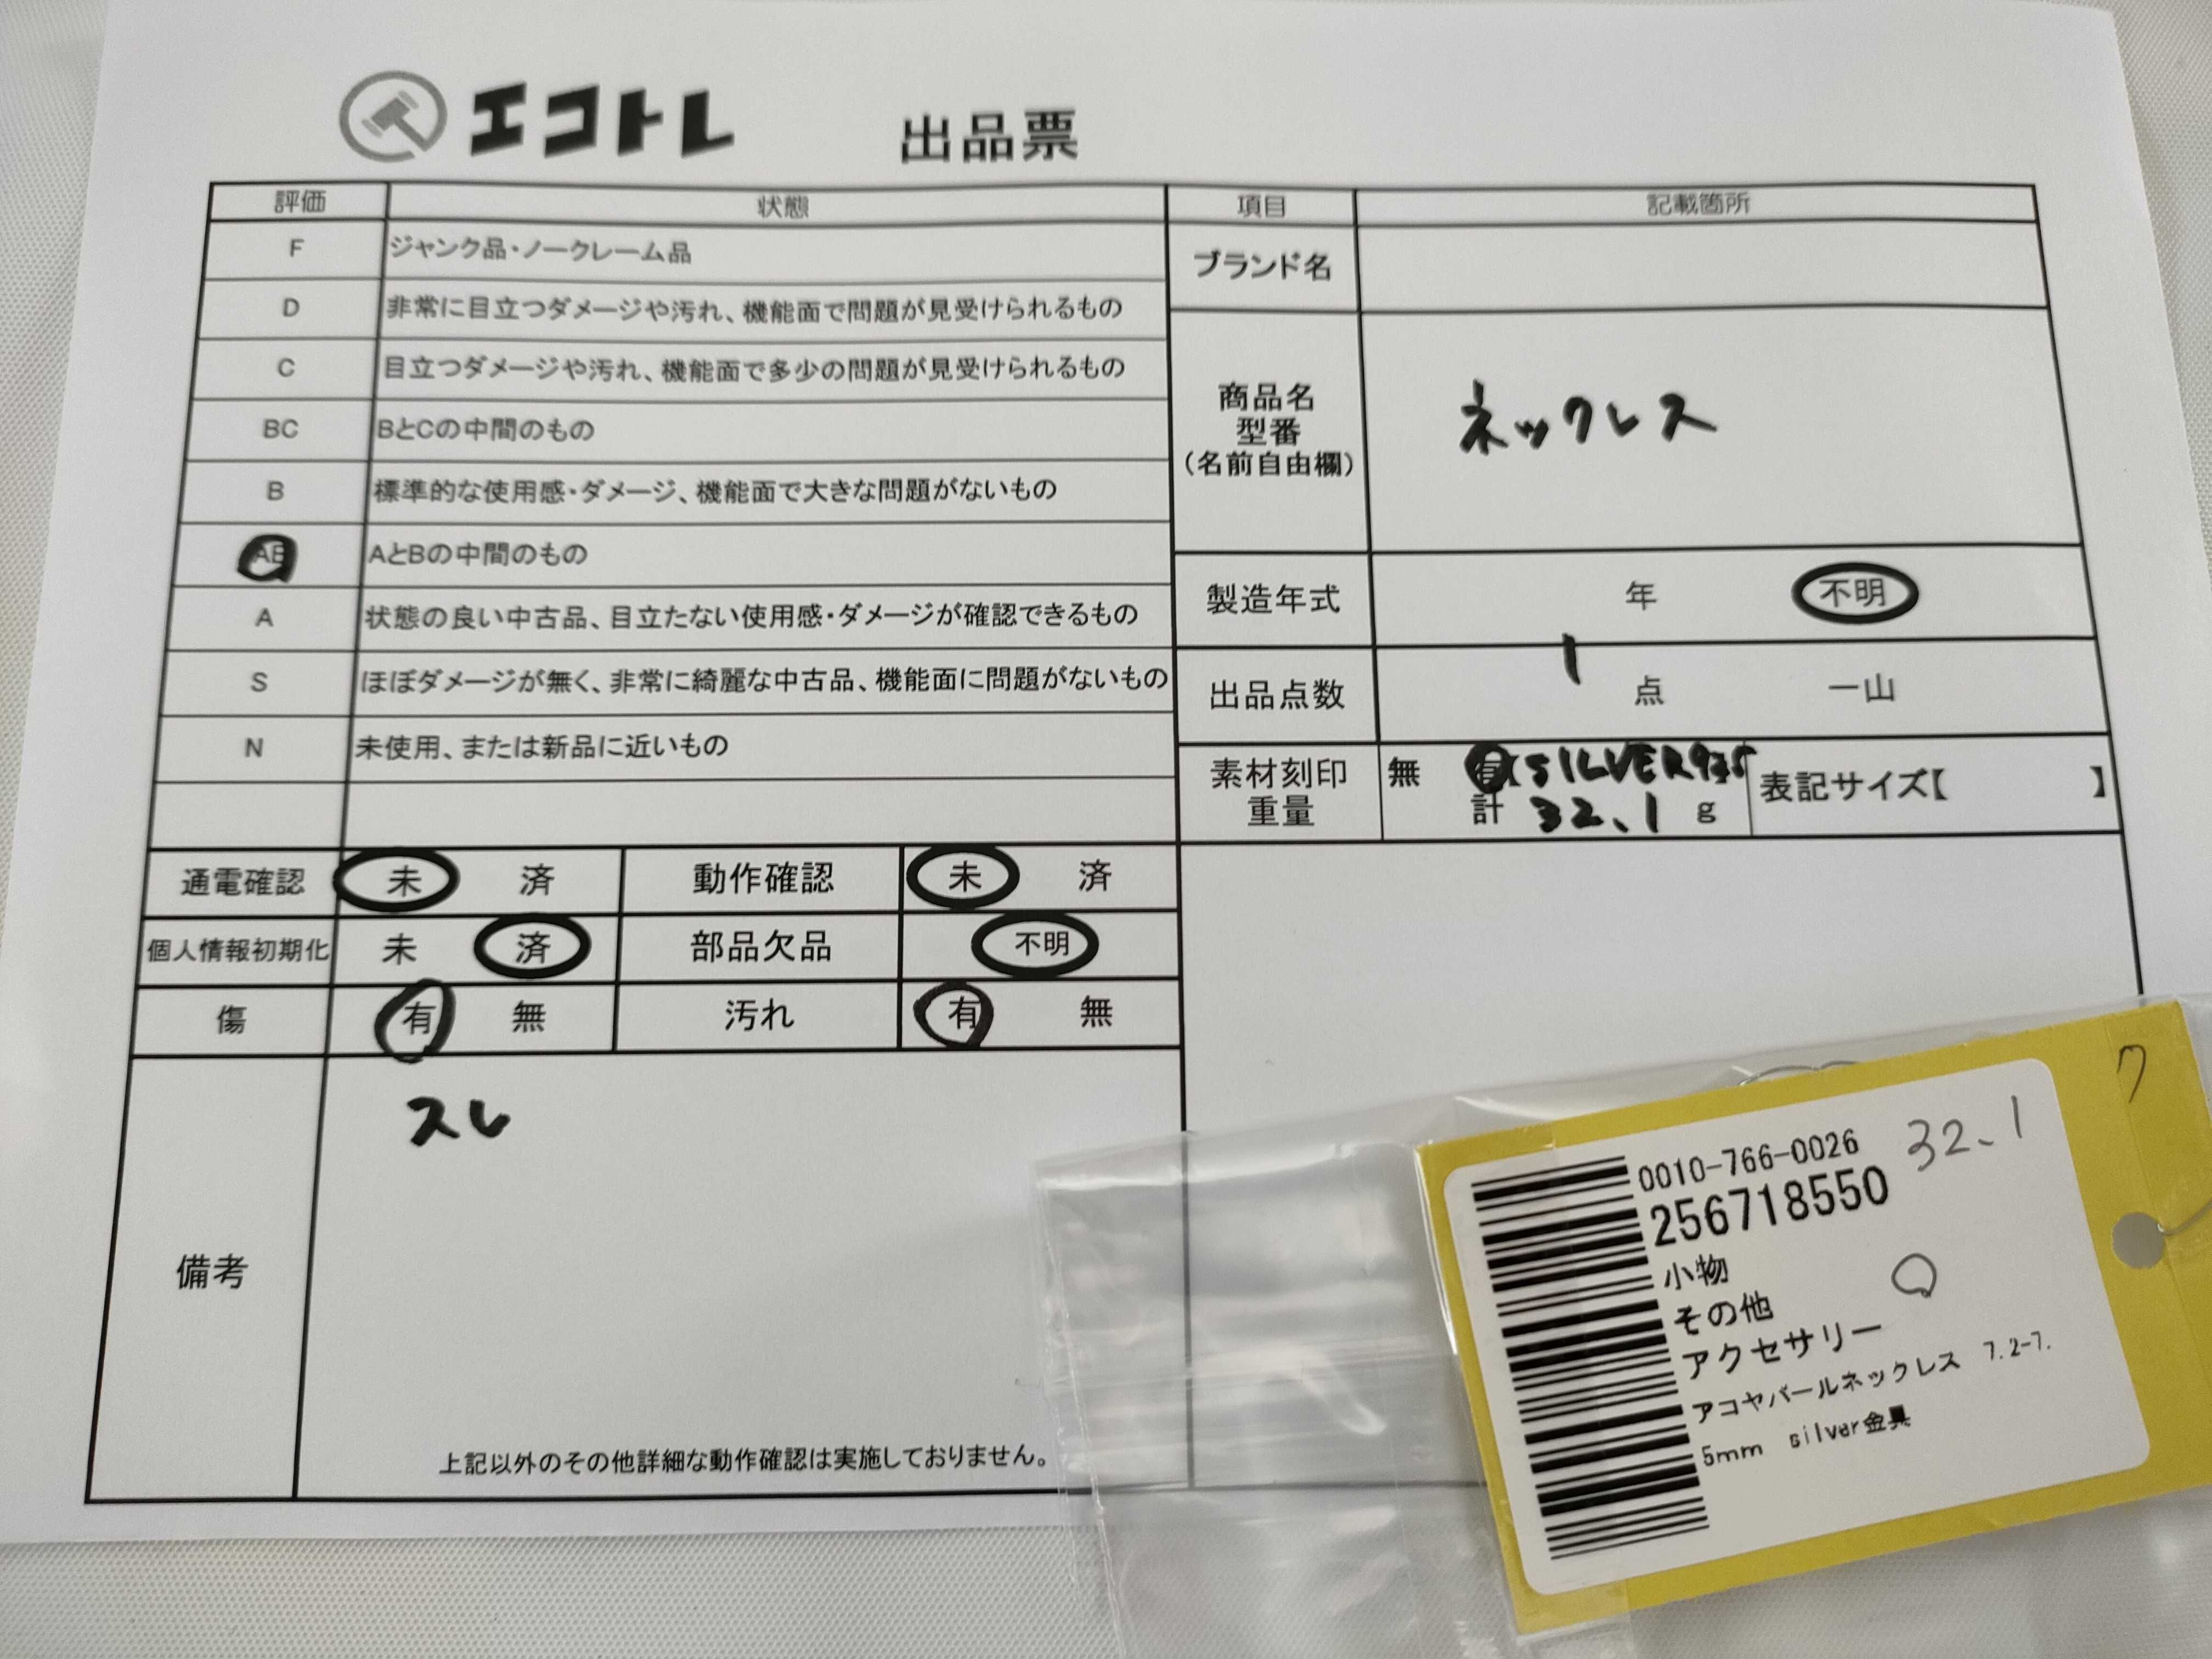 エコトレ 出品票
評価 状態 項目 記載箇所
F ジャンク品・ノークレーム品
D 非常に目立つダメージや汚れ、機能面で問題が見受けられるもの
C 目立つダメージや汚れ、機能面で多少の問題が見受けられるもの
BC BとCの中間のもの
B 標準的な使用感・ダメージ、機能面で大きな問題がないもの
AB AとBの中間のもの
A 状態の良い中古品、目立たない使用感・ダメージが確認できるもの
S ほぼダメージが無く、非常に綺麗な中古品、機能面に問題がないもの
N 未使用、または新品に近いもの
ブランド名
商品名
型番
(名前自由欄)
ネックレス
製造年式 年 不明
出品点数 1 点 一山
素材刻印
重量
無 有【SILVER925
計 32.1 g
表記サイズ【 】
通電確認 未 済 動作確認 未 済
個人情報初期化 未 済 部品欠品 不明
傷 有 無 汚れ 有 無
備考
スレ
上記以外のその他詳細な動作確認は実施しておりません。
ク
0010-766-0026 32.1
256718550
小物
その他
アクセサリー
アコヤパールネックレス 7.2-7.
5mm silver金具